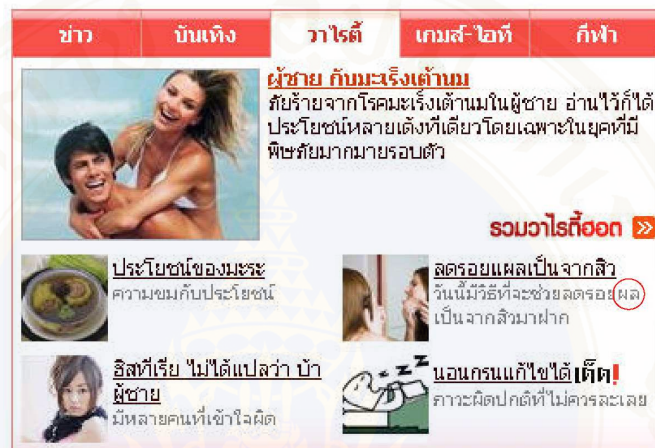 ข่าว บันเทิง วาไรตี้ เกมส์-ไอที กีฬา
ผู้ชาย กับมะเร็งเต้านม
ภัยร้ายจากโรคมะเร็งเต้านมในผู้ชาย อ่านไว้ก็ได้
ประโยชน์หลายเด้งทีเดียวโดยเฉพาะในยุคที่มี
พิษภัยมากมายรอบตัว
รวมวาไรตี้ฮอต
ประโยชน์ของมะระ
ความขมกับประโยชน์
ลดรอยแผลเป็นจากสิว
วันนี้มีวิธีที่จะช่วยลดรอยผล
เป็นจากสิวมาฝาก
ฮิสทีเรีย ไม่ได้แปลว่า บ้า
ผู้ชาย
มีหลายคนที่เข้าใจผิด
z z Z
นอนกรนแก้ไขได้เด็ด!
ภาวะผิดปกติที่ไม่ควรละเลย